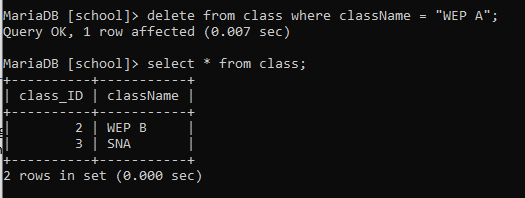 MariaDB [school]> delete from class where className = "WEP A";
Query OK, 1 row affected (0.007 sec)
MariaDB [school]> select * from class;
+----------+-----------+
| class_ID | className |
+----------+-----------+
|        2 | WEP B     |
|        3 | SNA       |
+----------+-----------+
2 rows in set (0.000 sec)